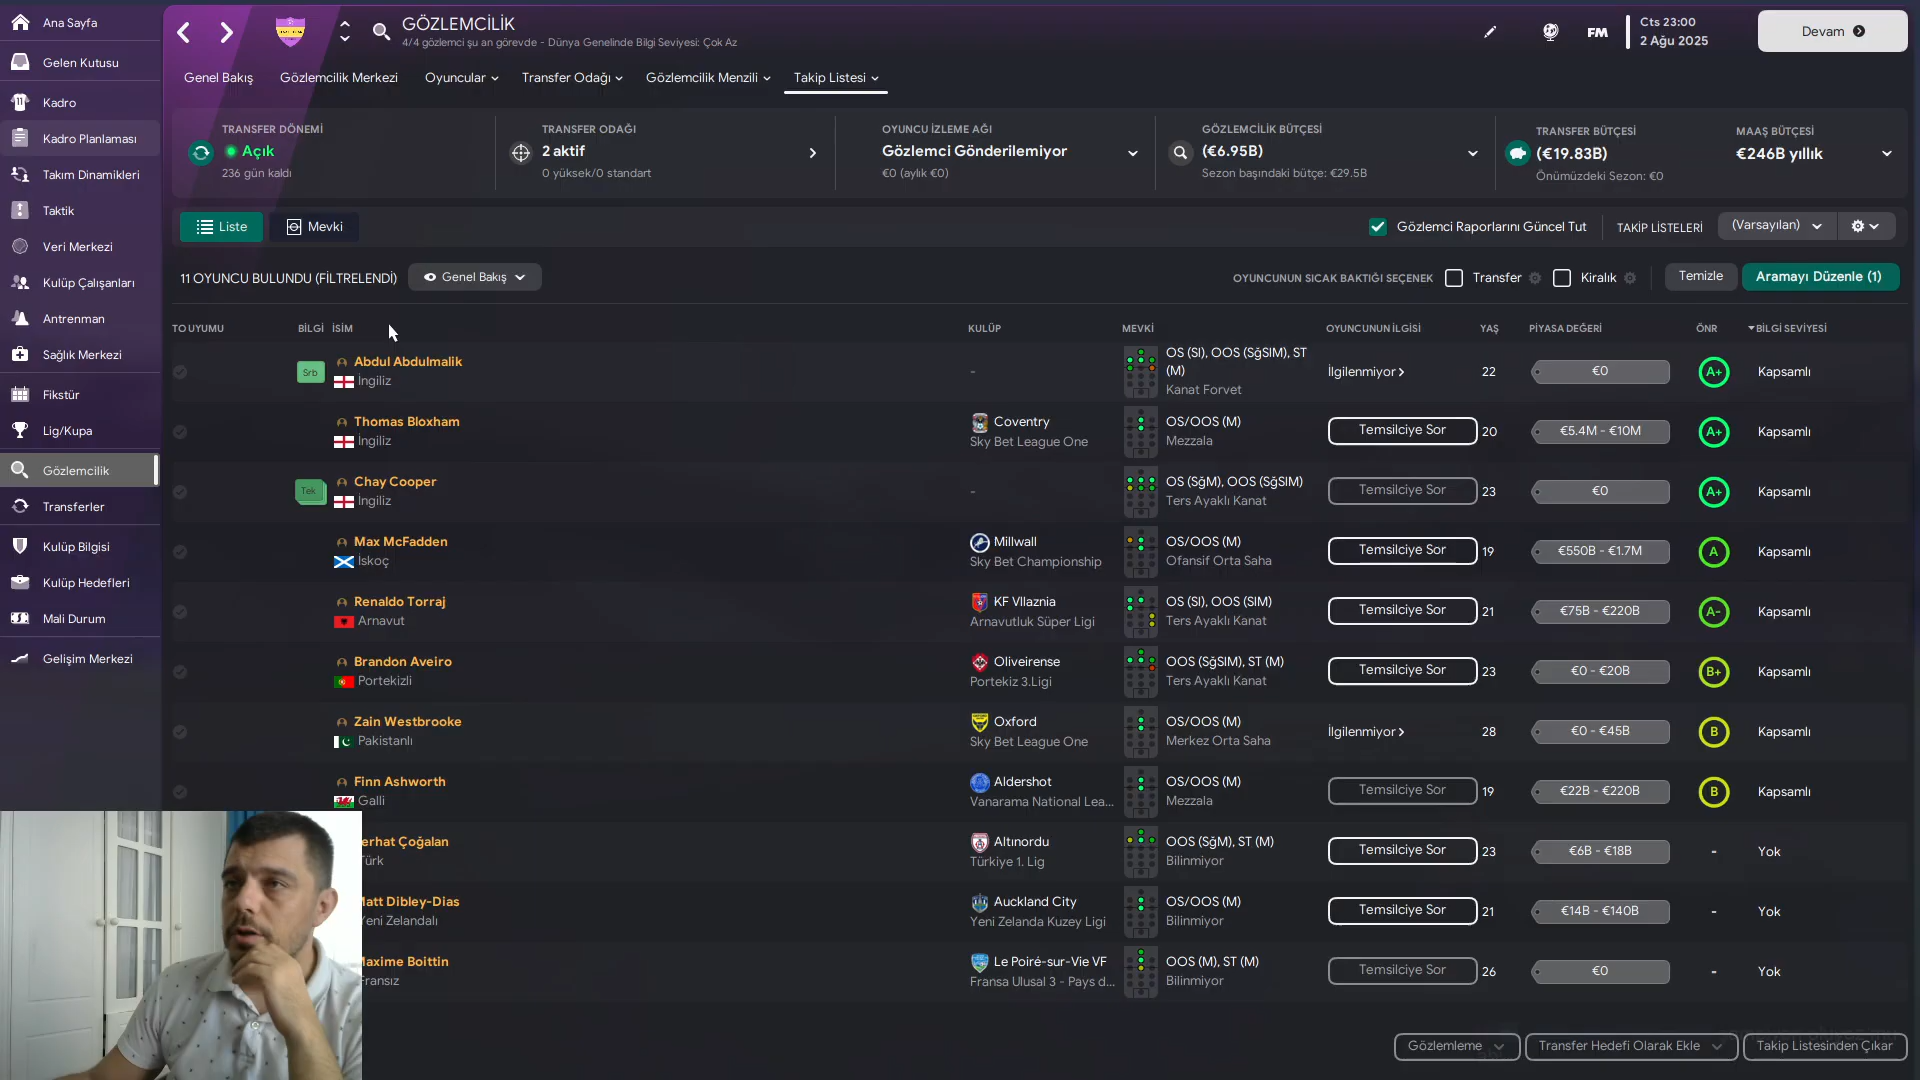 Ana Sayfa
Gelen Kutusu
Kadro
Kadro Planlaması
Takım Dinamikleri
Taktik
Veri Merkezi
Kulüp Çalışanları
Antrenman
Sağlık Merkezi
Fikstür
Lig/Kupa
Gözlemcilik
Transferler
Kulüp Bilgisi
Kulüp Hedefleri
Mali Durum
Gelişim Merkezi
GÖZLEMCİLİK
4/4 gözlemci şu an görevde - Dünya Genelinde Bilgi Seviyesi: Çok Az
FM
Cts 23:00
2 Ağu 2025
Devam
Genel Bakış
Gözlemcilik Merkezi
Oyuncular
Transfer Odağı
Gözlemcilik Menzili
Takip Listesi
TRANSFER DÖNEMİ
Açık
236 gün kaldı
TRANSFER ODAĞI
2 aktif
0 yüksek/0 standart
OYUNCU İZLEME AĞI
Gözlemci Gönderilemiyor
€0 (aylık €0)
GÖZLEMCİLİK BÜTÇESİ
(€6.95B)
Sezon başındaki bütçe: €29.5B
TRANSFER BÜTÇESİ
(€19.83B)
Önümüzdeki Sezon: €0
MAAŞ BÜTÇESİ
€246B yıllık
Liste
Mevki
Gözlemci Raporlarını Güncel Tut
TAKİP LİSTELERİ
(Varsayılan)
11 OYUNCU BULUNDU (FİLTRELENDİ)
Genel Bakış
OYUNCUNUN SICAK BAKTIĞI SEÇENEK
Transfer
Kiralık
Temizle
Aramayı Düzenle (1)
TO UYUMU BİLGİ İSİM KULÜP MEVKİ OYUNCUNUN İLGİSİ YAŞ PİYASA DEĞERİ ÖNR BİLGİ SEVİYESİ
Srb Abdul Abdulmalik
İngiliz
-
OS (SI), OOS (SğSIM), ST
(M)
Kanat Forvet
İlgilenmiyor 22 €0 A+ Kapsamlı
Thomas Bloxham
İngiliz
Coventry
Sky Bet League One
OS/OOS (M)
Mezzala
Temsilciye Sor 20 €5.4M - €10M A+ Kapsamlı
Tek Chay Cooper
İngiliz
-
OS (SğM), OOS (SğSIM)
Ters Ayaklı Kanat
Temsilciye Sor 23 €0 A+ Kapsamlı
Max McFadden
İskoç
Millwall
Sky Bet Championship
OS/OOS (M)
Ofansif Orta Saha
Temsilciye Sor 19 €550B - €1.7M A Kapsamlı
Renaldo Torraj
Arnavut
KF Vllaznia
Arnavutluk Süper Ligi
OS (SI), OOS (SIM)
Ters Ayaklı Kanat
Temsilciye Sor 21 €75B - €220B A- Kapsamlı
Brandon Aveiro
Portekizli
Oliveirense
Portekiz 3.Ligi
OOS (SğSIM), ST (M)
Ters Ayaklı Kanat
Temsilciye Sor 23 €0 - €20B B+ Kapsamlı
Zain Westbrooke
Pakistanlı
Oxford
Sky Bet League One
OS/OOS (M)
Merkez Orta Saha
İlgilenmiyor 28 €0 - €45B B Kapsamlı
Finn Ashworth
Galli
Aldershot
Vanarama National Lea...
OS/OOS (M)
Mezzala
Temsilciye Sor 19 €22B - €220B B Kapsamlı
erhat Çoğalan
ürk
Altınordu
Türkiye 1. Lig
OOS (SğM), ST (M)
Bilinmiyor
Temsilciye Sor 23 €6B - €18B - Yok
Matt Dibley-Dias
Yeni Zelandalı
Auckland City
Yeni Zelanda Kuzey Ligi
OS/OOS (M)
Bilinmiyor
Temsilciye Sor 21 €14B - €140B - Yok
Maxime Boittin
Fransız
Le Poiré-sur-Vie VF
Fransa Ulusal 3 - Pays d...
OOS (M), ST (M)
Bilinmiyor
Temsilciye Sor 26 €0 - Yok
Gözlemleme
Transfer Hedefi Olarak Ekle
Takip Listesinden Çıkar